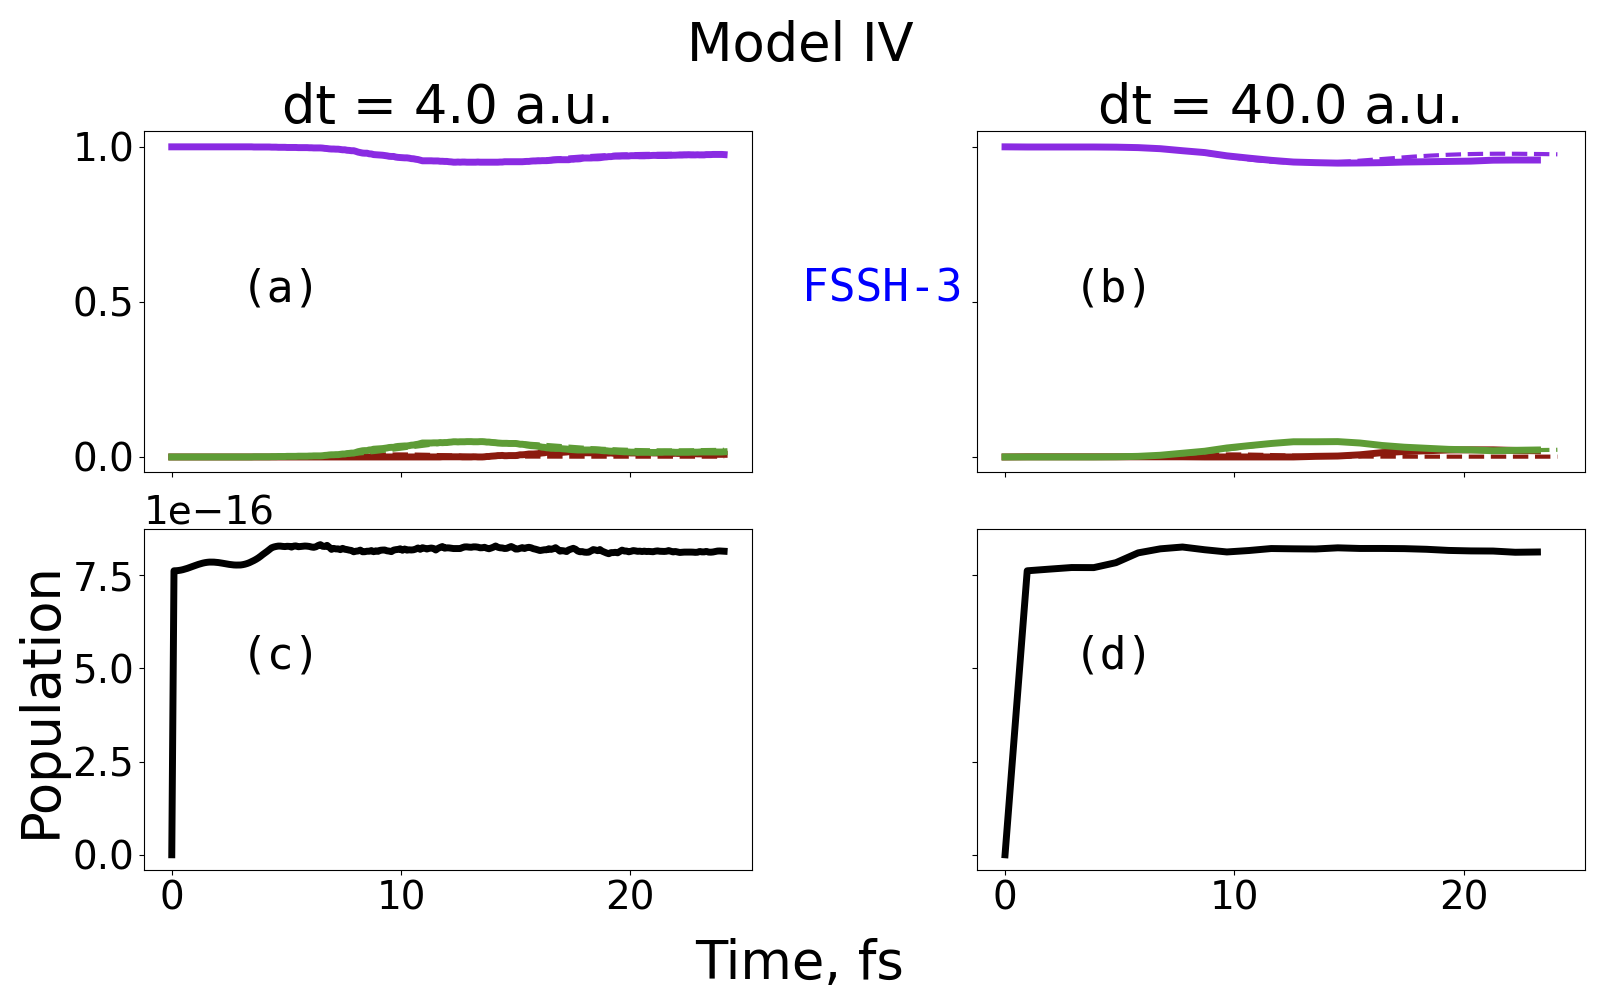 Model IV
dt = 4.0 a.u.
dt = 40.0 a.u.
1.0
0.5
0.0
(a)
FSSH-3
(b)
1e−16
7.5
5.0
2.5
0.0
(c)
(d)
Population
0 10 20
0 10 20
Time, fs